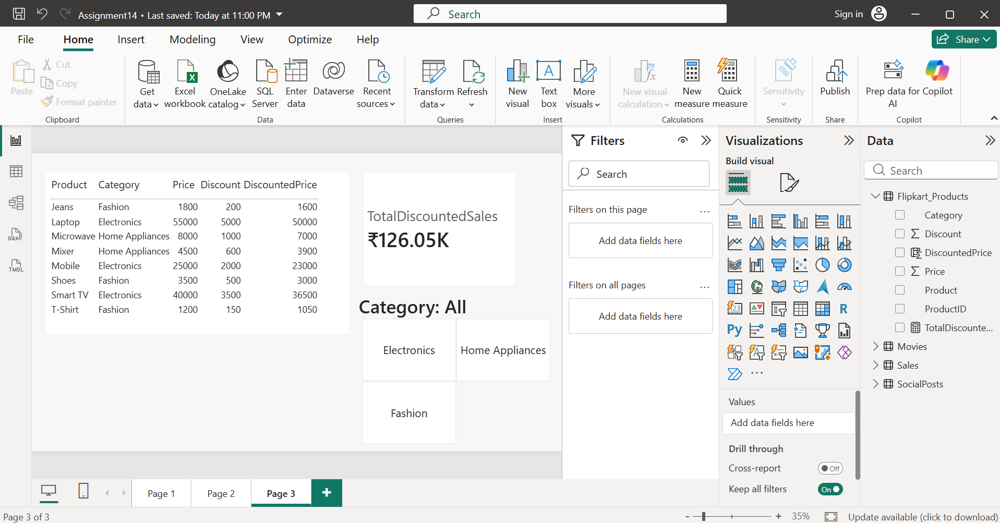 Assignment14 • Last saved: Today at 11:00 PM
Search
Sign in
File Home Insert Modeling View Optimize Help
Share
Paste
Cut
Copy
Format painter
Clipboard
Get data
Excel workbook
OneLake catalog
SQL Server
Enter data
Dataverse
Recent sources
Data
Transform data
Refresh
Queries
New visual
Text box
More visuals
Insert
New visual calculation
New measure
Quick measure
Calculations
Sensitivity
Sensitivity
Publish
Share
Prep data for AI
Copilot
Copilot
DAX
TMDL
Product Category Price Discount DiscountedPrice
Jeans Fashion 1800 200 1600
Laptop Electronics 55000 5000 50000
Microwave Home Appliances 8000 1000 7000
Mixer Home Appliances 4500 600 3900
Mobile Electronics 25000 2000 23000
Shoes Fashion 3500 500 3000
Smart TV Electronics 40000 3500 36500
T-Shirt Fashion 1200 150 1050
TotalDiscountedSales
₹126.05K
Category: All
Electronics
Home Appliances
Fashion
Filters
Search
Filters on this page
...
Add data fields here
Filters on all pages
...
Add data fields here
Visualizations
Build visual
123
R
Py
...
Values
Add data fields here
Drill through
Cross-report
Off
Keep all filters
On
Data
Search
Flipkart_Products
Category
Discount
DiscountedPrice
Price
Product
ProductID
TotalDiscounte...
Movies
Sales
SocialPosts
Page 1
Page 2
Page 3
+
Page 3 of 3
- + 35%
Update available (click to download)